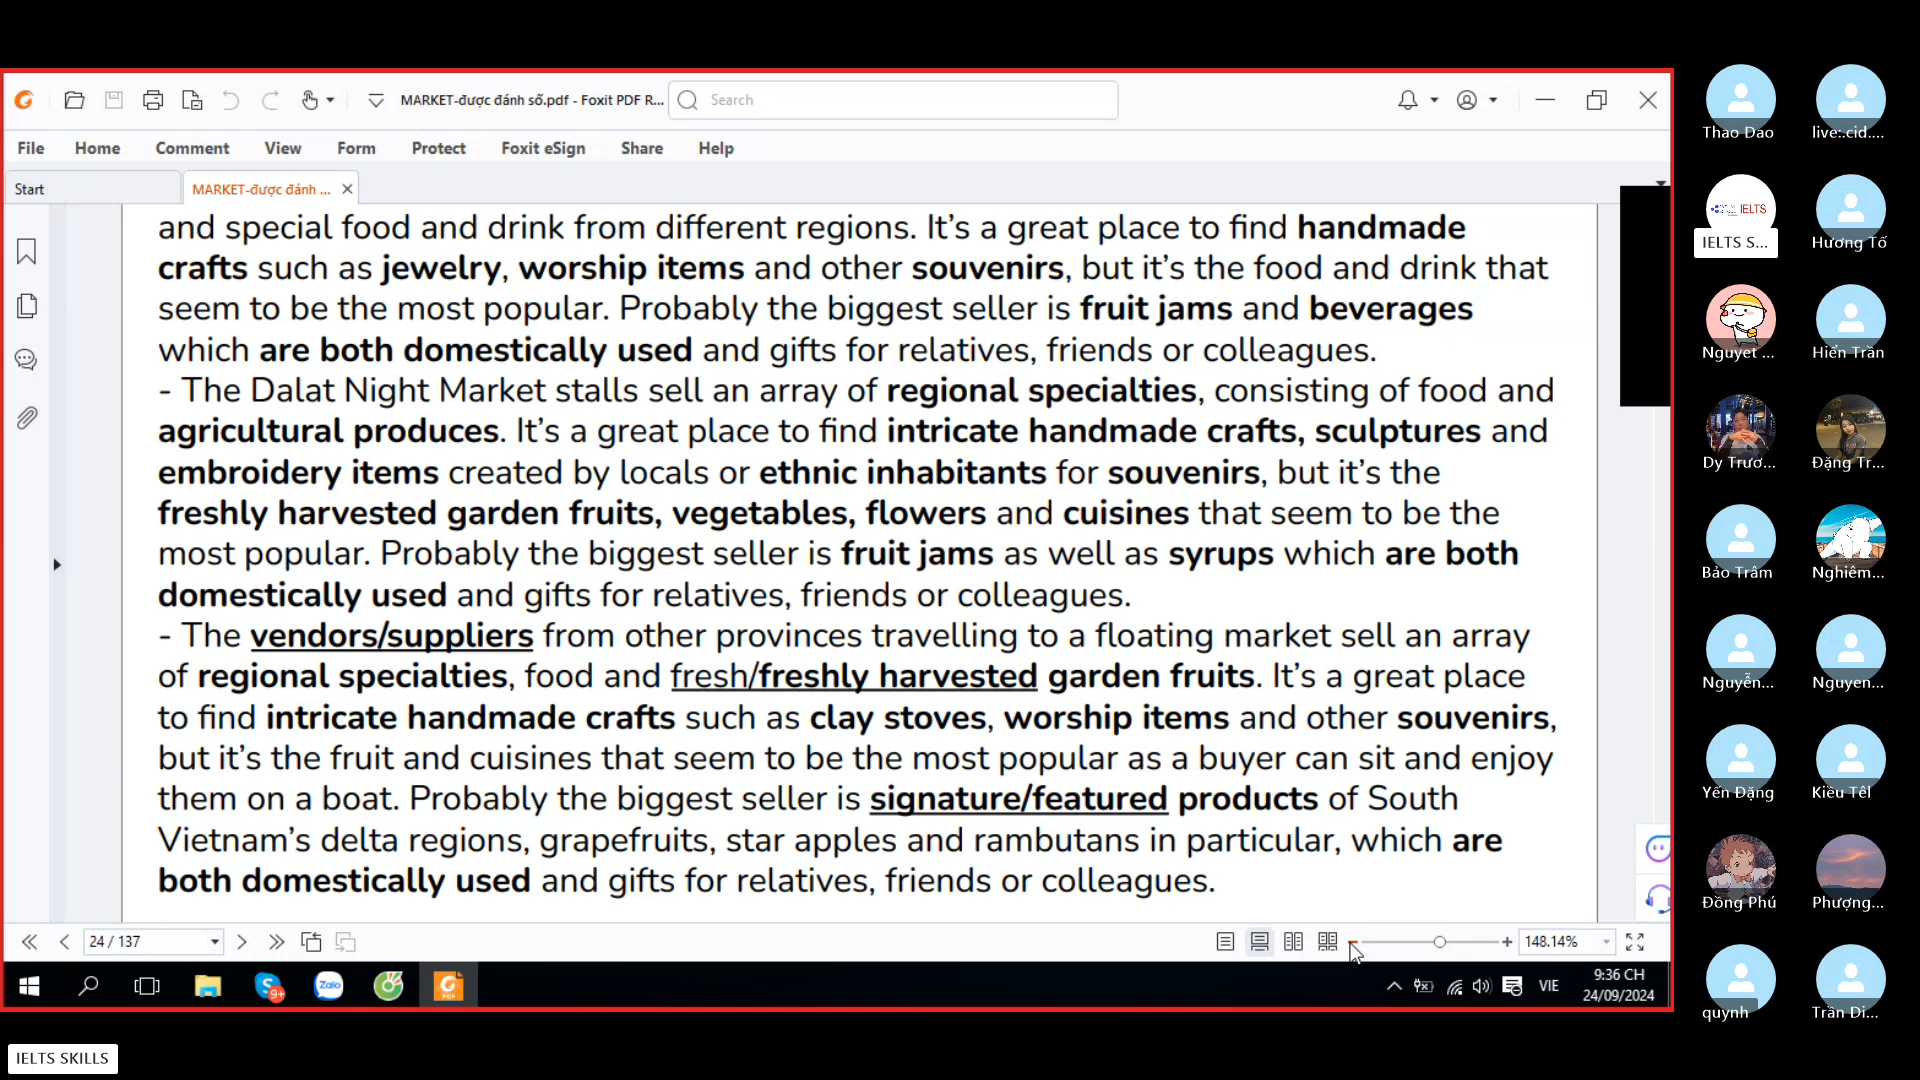 MARKET-được đánh số.pdf - Foxit PDF R...
Search
File Home Comment View Form Protect Foxit eSign Share Help
Start
MARKET-được đánh ...
and special food and drink from different regions. It’s a great place to find handmade
crafts such as jewelry, worship items and other souvenirs, but it’s the food and drink that
seem to be the most popular. Probably the biggest seller is fruit jams and beverages
which are both domestically used and gifts for relatives, friends or colleagues.
- The Dalat Night Market stalls sell an array of regional specialties, consisting of food and
agricultural produces. It’s a great place to find intricate handmade crafts, sculptures and
embroidery items created by locals or ethnic inhabitants for souvenirs, but it’s the
freshly harvested garden fruits, vegetables, flowers and cuisines that seem to be the
most popular. Probably the biggest seller is fruit jams as well as syrups which are both
domestically used and gifts for relatives, friends or colleagues.
- The vendors/suppliers from other provinces travelling to a floating market sell an array
of regional specialties, food and fresh/freshly harvested garden fruits. It’s a great place
to find intricate handmade crafts such as clay stoves, worship items and other souvenirs,
but it’s the fruit and cuisines that seem to be the most popular as a buyer can sit and enjoy
them on a boat. Probably the biggest seller is signature/featured products of South
Vietnam’s delta regions, grapefruits, star apples and rambutans in particular, which are
both domestically used and gifts for relatives, friends or colleagues.
24 / 137
148.14%
9+
Zalo
VIE
9:36 CH
24/09/2024
IELTS SKILLS
Thao Dao
live:.cid....
IELTS
IELTS S...
Hương Tố
Nguyet ...
Hiển Trần
Dy Trươ...
Đặng Tr...
Bảo Trâm
Nghiêm...
Nguyễn...
Nguyen...
Yến Đặng
Kiều Têl
Đồng Phú
Phượng...
quynh
Trần Di...